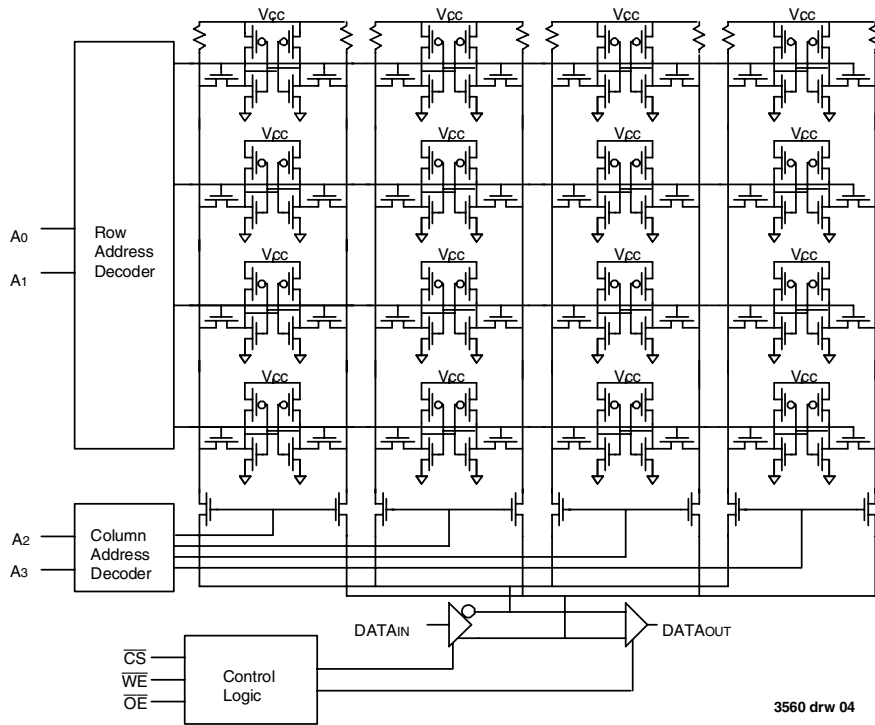 Vcc Vcc Vcc Vcc
Vcc Vcc Vcc Vcc
A0
A1
Row
Address
Decoder
Vcc Vcc Vcc Vcc
Vcc Vcc Vcc Vcc
A2
A3
Column
Address
Decoder
DATAIN
DATAOUT
CS
WE
OE
Control
Logic
3560 drw 04